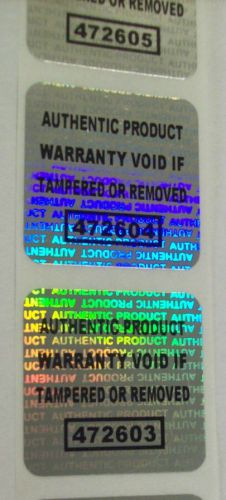 TAMPERED OR REMOVED
472605
AUTHENTIC PRODUCT
WARRANTY VOID IF
TAMPERED OR REMOVED
472604
AUTHENTIC PRODUCT
WARRANTY VOID IF
TAMPERED OR REMOVED
472603